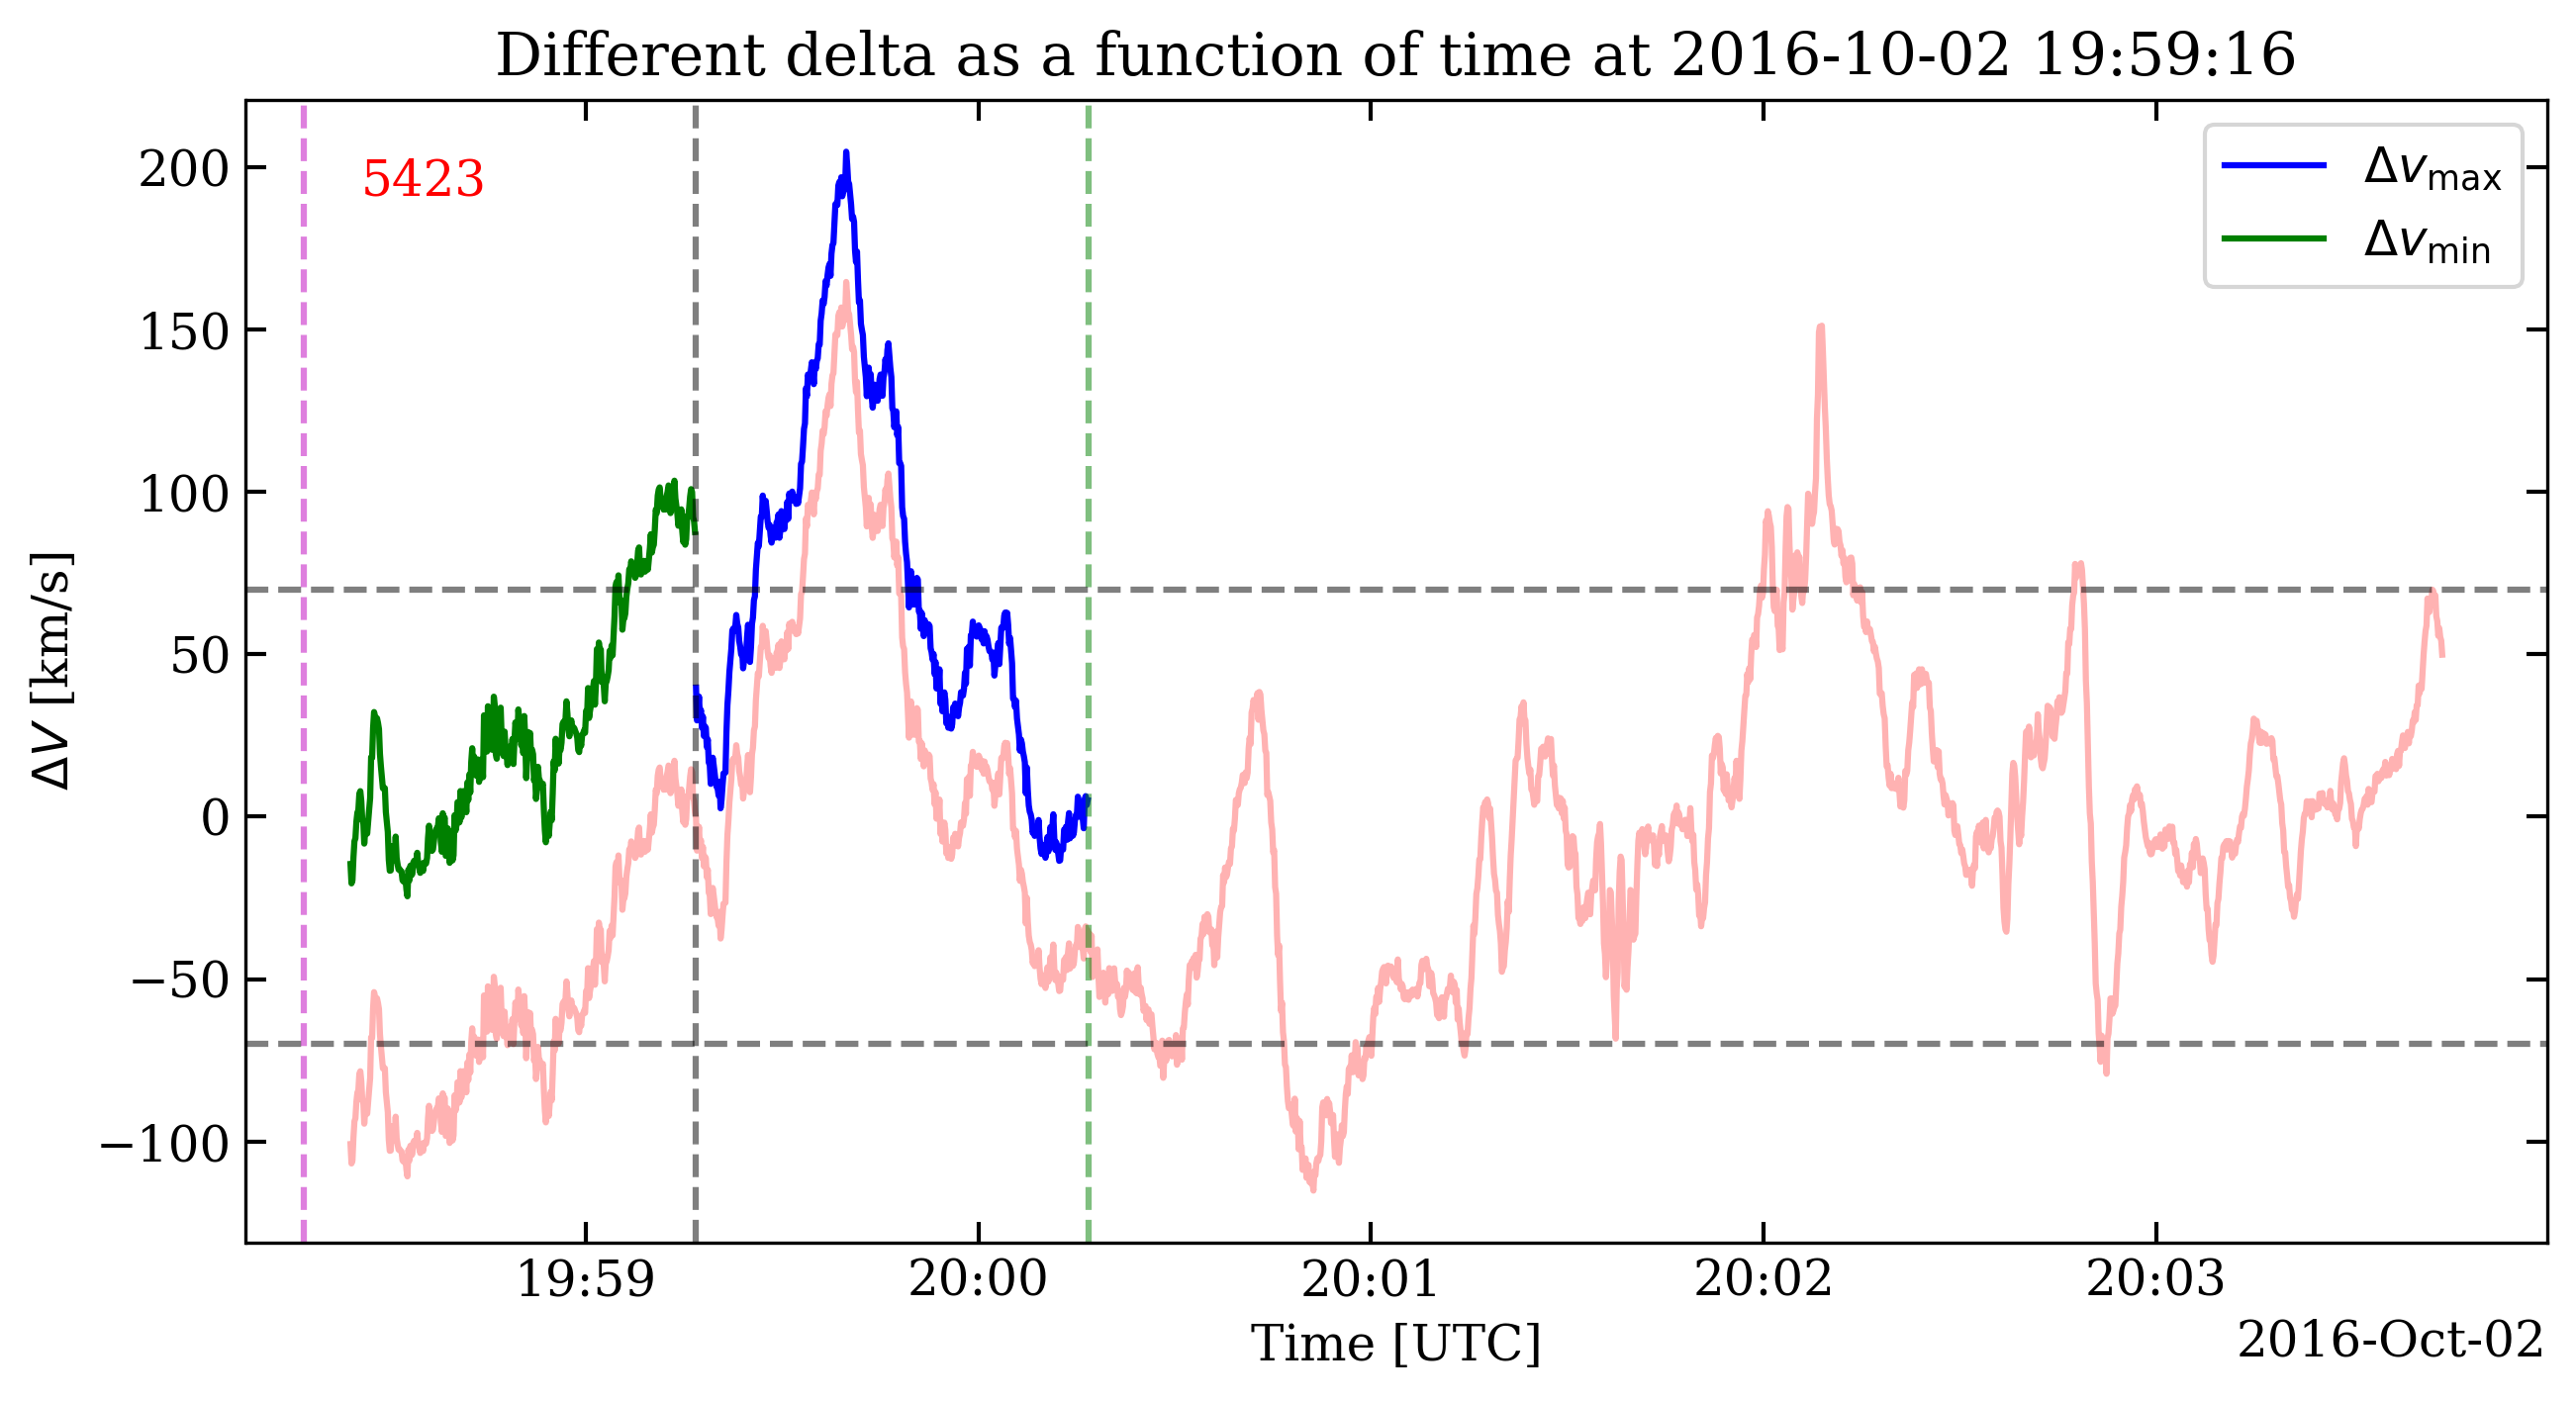 Different delta as a function of time at 2016-10-02 19:59:16
5423
Δv_max
Δv_min
200
150
100
50
0
−50
−100
ΔV [km/s]
19:59
20:00
20:01
20:02
20:03
Time [UTC]
2016-Oct-02